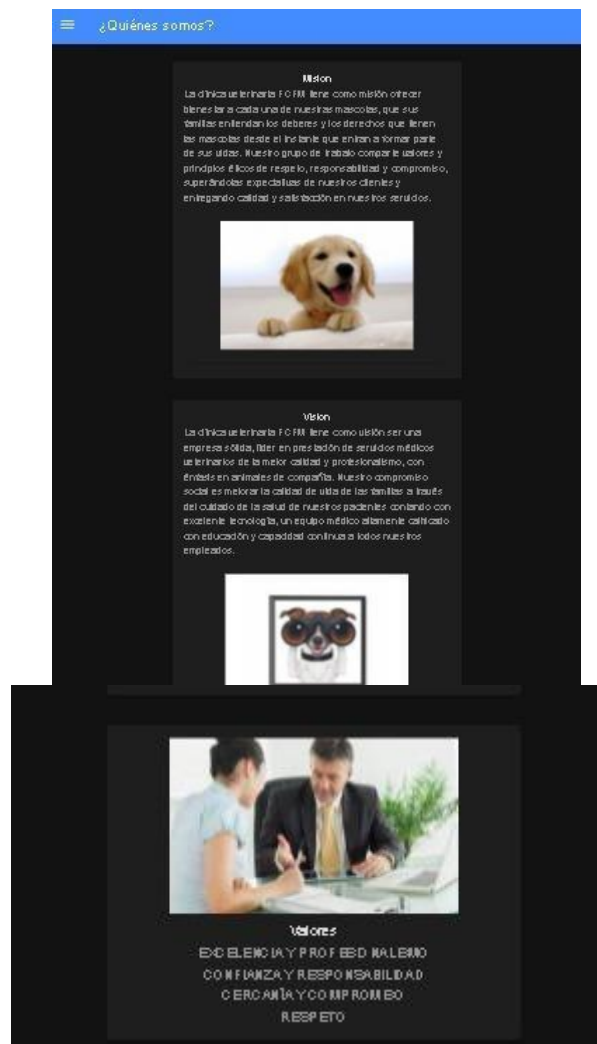 ¿Quiénes somos?
Mision
La clínica veterinaria FCFM tiene como misión ofrecer
bienestar a cada una de nuestras mascotas, que sus
familias entiendan los deberes y los derechos que tienen
las mascotas desde el instante que entran a formar parte
de sus vidas. Nuestro grupo de trabajo comparte valores y
principios éticos de respeto, responsabilidad y compromiso,
superándolas expectativas de nuestros clientes y
entregando calidad y satisfacción en nuestros servicios.
Vision
La clínica veterinaria FCFM tiene como visión ser una
empresa sólida, líder en prestación de servicios médicos
veterinarios de la mejor calidad y profesionalismo, con
énfasis en animales de compañía. Nuestro compromiso
social es mejorar la calidad de vida de las familias a través
del cuidado de la salud de nuestros pacientes contando con
excelente tecnología, un equipo médico altamente calificado
con educación y capacidad continua a todos nuestros
empleados.
Valores
EXCELENCIA Y PROFESIONALISMO
CONFIANZA Y RESPONSABILIDAD
CERCANÍA Y COMPROMISO
RESPETO